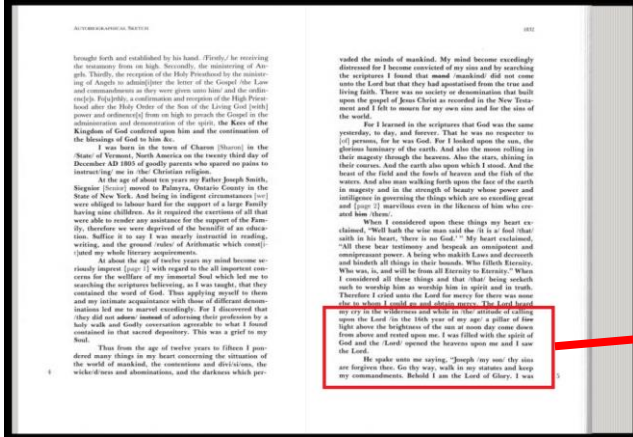 AUTOBIOGRAPHICAL SKETCH
brought forth and established by his hand. /Firstly,/ he receiving
the testamony from on high. Secondly, the ministering of An-
gels. Thirdly, the reception of the Holy Priesthood by the ministe-
ing of Angels to admin[i]ster the letter of the Gospel /the Law
and commandments as they were given unto him/ and the ordin-
enc[e]s. Fo[u]rthly, a confirmation and reception of the High Priest-
hood after the Holy Order of the Son of the Living God [with]
power and ordinence[s] from on high to preach the Gospel in the
administration and demonstration of the spirit, the Kees of the
Kingdom of God confered upon him and the continuation of
the blessings of God to him &c.
I was born in the town of Charon [Sharon] in the
/State/ of Vermont, North America on the twenty third day of
December AD 1805 of goodly parents who spared no pains to
instruct/ing/ me in /the/ Christian religion.
At the age of about ten years my Father Joseph Smith,
Siegnior [Senior] moved to Palmyra, Ontario County in the
State of New York. And being in indigent circumstances [we]
were obliged to labour hard for the support of a large Family
having nine children. As it required the exertions of all that
were able to render any assistance for the support of the Fam-
ily, therefore we were deprived of the bennifit of an educa-
tion. Suffice it to say I was mearly instructid in reading,
writing, and the ground /rules/ of Arithmatic which const[i-
t]uted my whole literary acquirements.
At about the age of twelve years my mind become se-
riously imprest [page 1] with regard to the all important con-
cerns for the wellfare of my immortal Soul which led me to
searching the scriptures believeing, as I was taught, that they
contained the word of God. Thus applying myself to them
and my intimate acquaintance with those of differant denom-
inations led me to marvel excedingly. For I discovered that
/they did not adorn/ instead of adorning their profession by a
holy walk and Godly conversation agreeable to what I found
contained in that sacred depository. This was a grief to my
Soul.
Thus from the age of twelve years to fifteen I pon-
dered many things in my heart concerning the sittuation of
the world of mankind, the contentions and divi/si/ons, the
wicke/d/ness and abominations, and the darkness which per-
4
1832
vaded the minds of mankind. My mind become excedingly
distressed for I become convicted of my sins and by searching
the scriptures I found that mand /mankind/ did not come
unto the Lord but that they had apostatised from the true and
living faith. There was no society or denomination that built
upon the gospel of Jesus Christ as recorded in the New Testa-
ment and I felt to mourn for my own sins and for the sins of
the world.
For I learned in the scriptures that God was the same
yesterday, to day, and forever. That he was no respecter to
[of] persons, for he was God. For I looked upon the sun, the
glorious luminary of the earth. And also the moon rolling in
their magesty through the heavens. Also the stars, shining in
their courses. And the earth also upon which I stood. And the
beast of the field and the fowls of heaven and the fish of the
waters. And also man walking forth upon the face of the earth
in magesty and in the strength of beauty whose power and
intiligence in governing the things which are so exceding great
and [page 2] marvilous even in the likeness of him who cre-
ated him /them/.
When I considered upon these things my heart ex-
claimed, "Well hath the wise man said the /it is a/ fool /that/
saith in his heart, 'there is no God.' " My heart exclaimed,
"All these bear testimony and bespeak an omnipotent and
omnipreasant power. A being who makith Laws and decreeeth
and bindeth all things in their bounds. Who filleth Eternity.
Who was, is, and will be from all Eternity to Eternity." When
I considered all these things and that /that/ being seeketh
such to worship him as worship him in spirit and in truth.
Therefore I cried unto the Lord for mercy for there was none
else to whom I could go and obtain mercy. The Lord heard
my cry in the wilderness and while in /the/ attitude of calling
upon the Lord /in the 16th year of my age/ a pillar of fire
light above the brightness of the sun at noon day come down
from above and rested upon me. I was filled with the spirit of
God and the /Lord/ opened the heavens upon me and I saw
the Lord.
He spake unto me saying, "Joseph /my son/ thy sins
are forgiven thee. Go thy way, walk in my statutes and keep
my commandments. Behold I am the Lord of Glory. I was
5